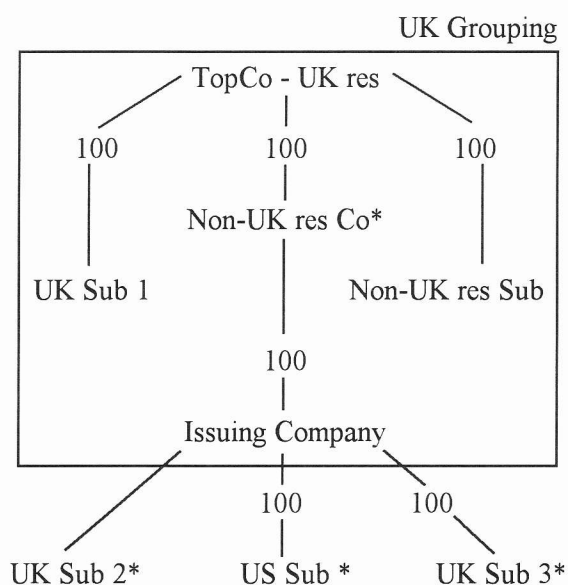 UK Grouping
TopCo - UK res
100 100 100
Non-UK res Co*
UK Sub 1 Non-UK res Sub
100
Issuing Company
100 100
UK Sub 2* US Sub * UK Sub 3*